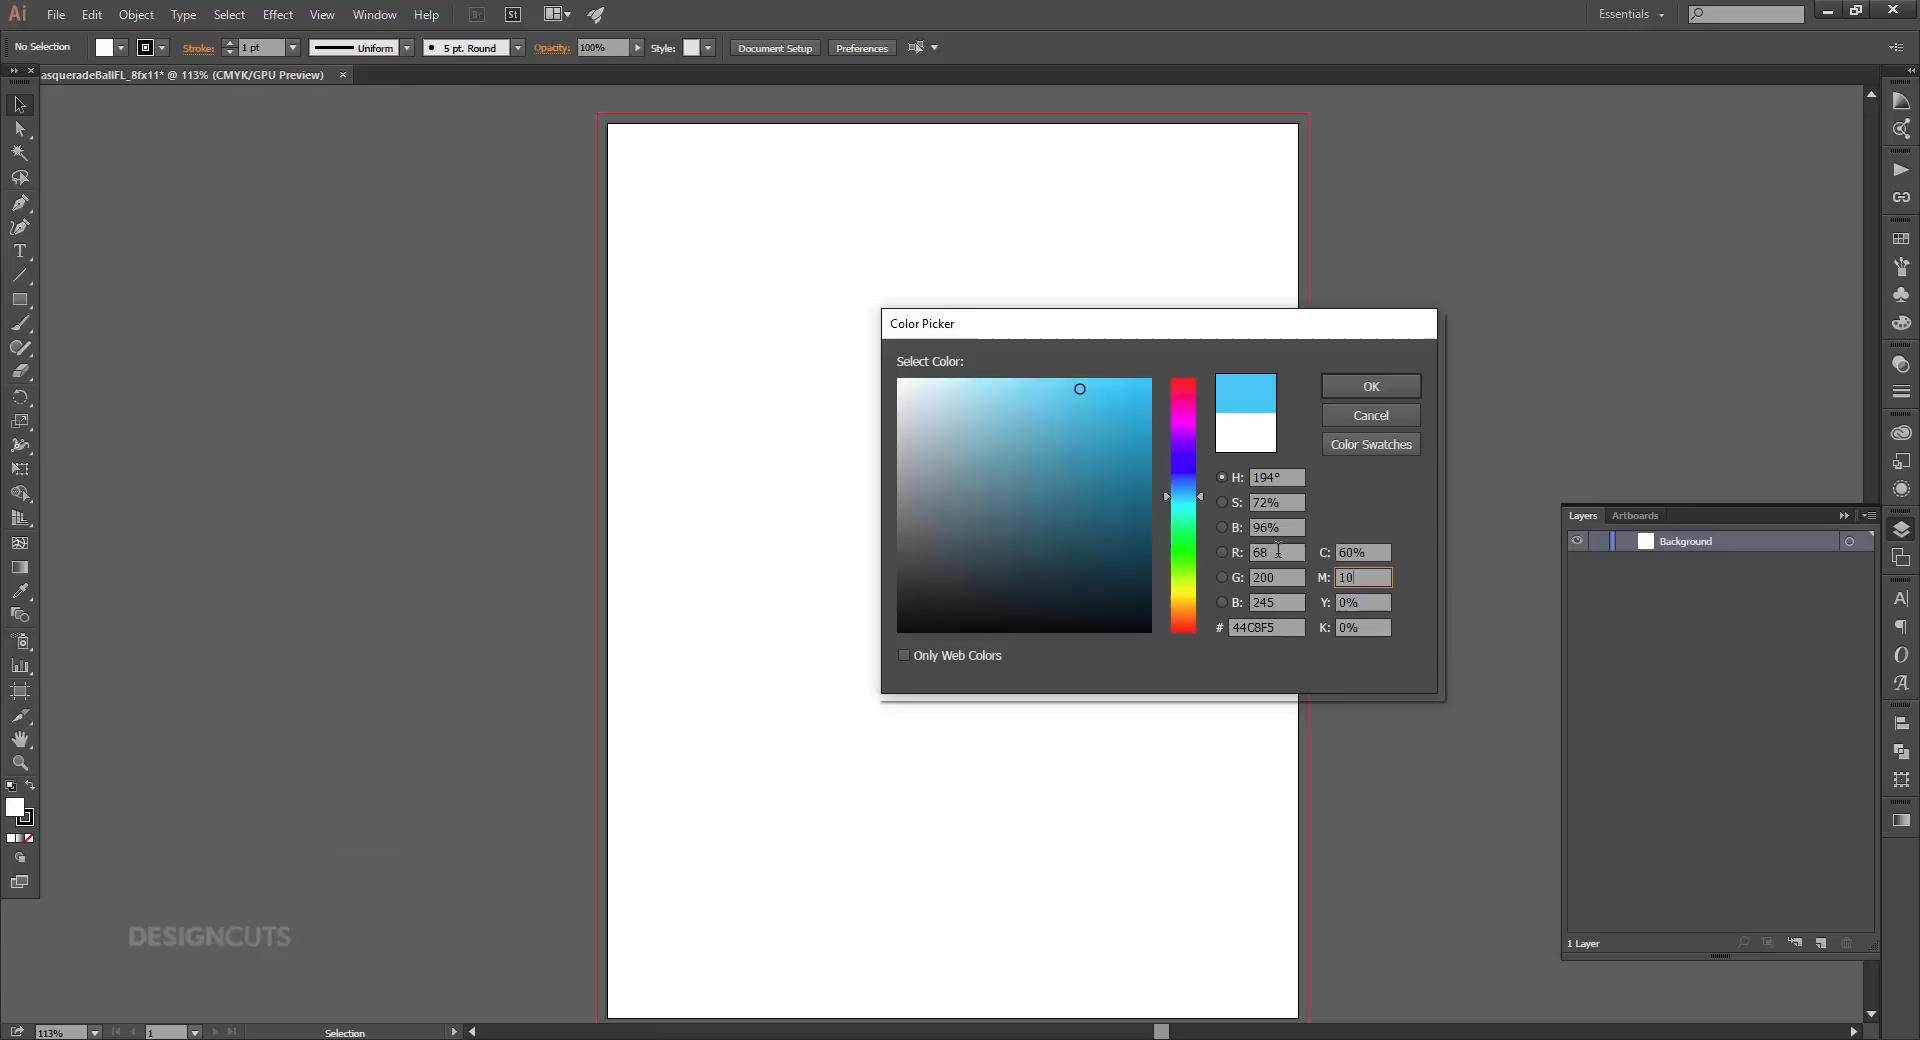 Ai File Edit Object Type Select Effect View Window Help Br St Essentials
No Selection Stroke: 1 pt Uniform 5 pt. Round Opacity: 100% Style: Document Setup Preferences
asqueradeBallFL_8fx11* @ 113% (CMYK/GPU Preview)
Color Picker
Select Color:
OK
Cancel
Color Swatches
H: 194°
S: 72%
B: 96%
R: 68 C: 60%
G: 200 M: 10
B: 245 Y: 0%
# 44C8F5 K: 0%
Only Web Colors
Layers Artboards
Background
1 Layer
DESIGNCUTS
113% 1 Selection